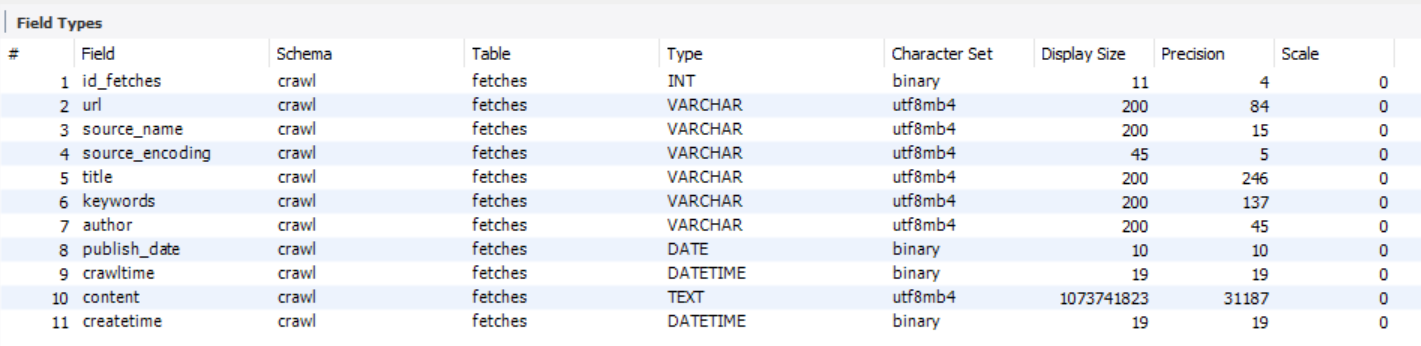 Field Types
# Field Schema Table Type Character Set Display Size Precision Scale
1 id_fetches crawl fetches INT binary 11 4 0
2 url crawl fetches VARCHAR utf8mb4 200 84 0
3 source_name crawl fetches VARCHAR utf8mb4 200 15 0
4 source_encoding crawl fetches VARCHAR utf8mb4 45 5 0
5 title crawl fetches VARCHAR utf8mb4 200 246 0
6 keywords crawl fetches VARCHAR utf8mb4 200 137 0
7 author crawl fetches VARCHAR utf8mb4 200 45 0
8 publish_date crawl fetches DATE binary 10 10 0
9 crawltime crawl fetches DATETIME binary 19 19 0
10 content crawl fetches TEXT utf8mb4 1073741823 31187 0
11 createtime crawl fetches DATETIME binary 19 19 0